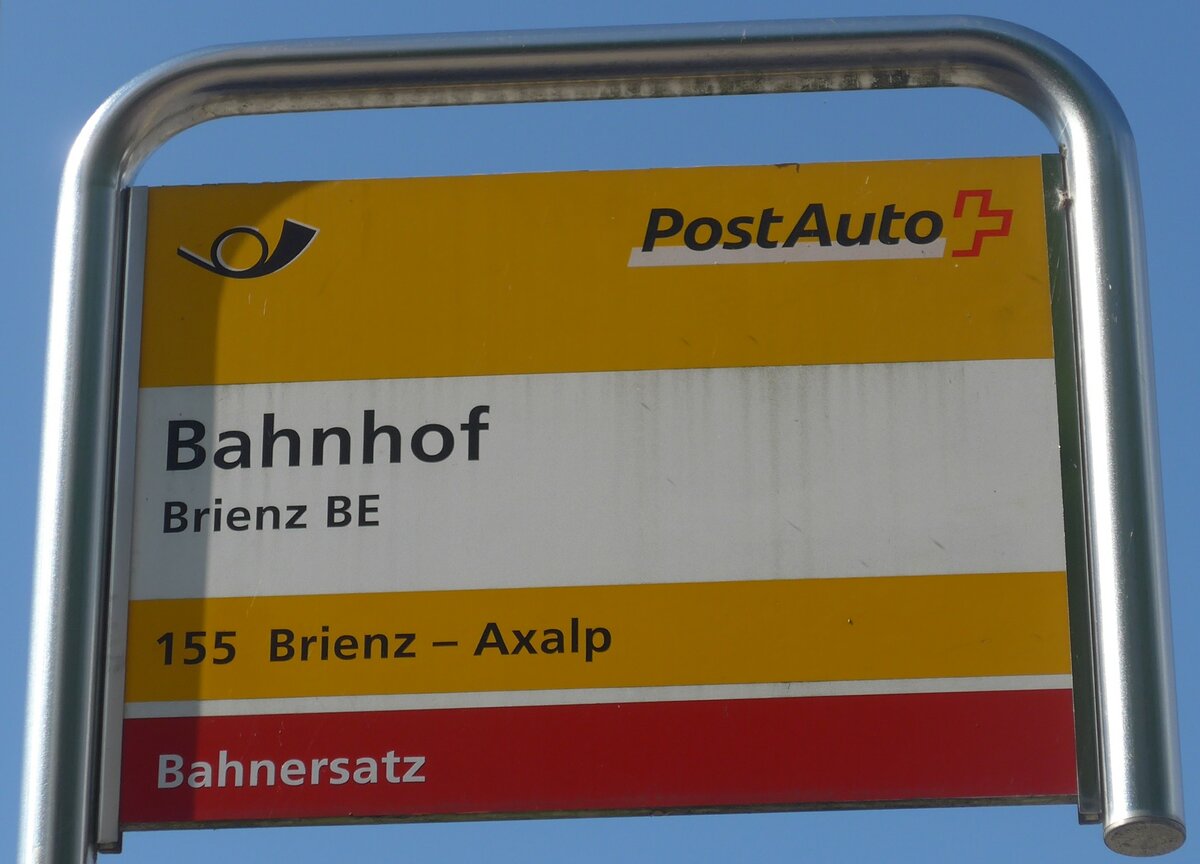 PostAuto
Bahnhof
Brienz BE
155 Brienz – Axalp
Bahnersatz